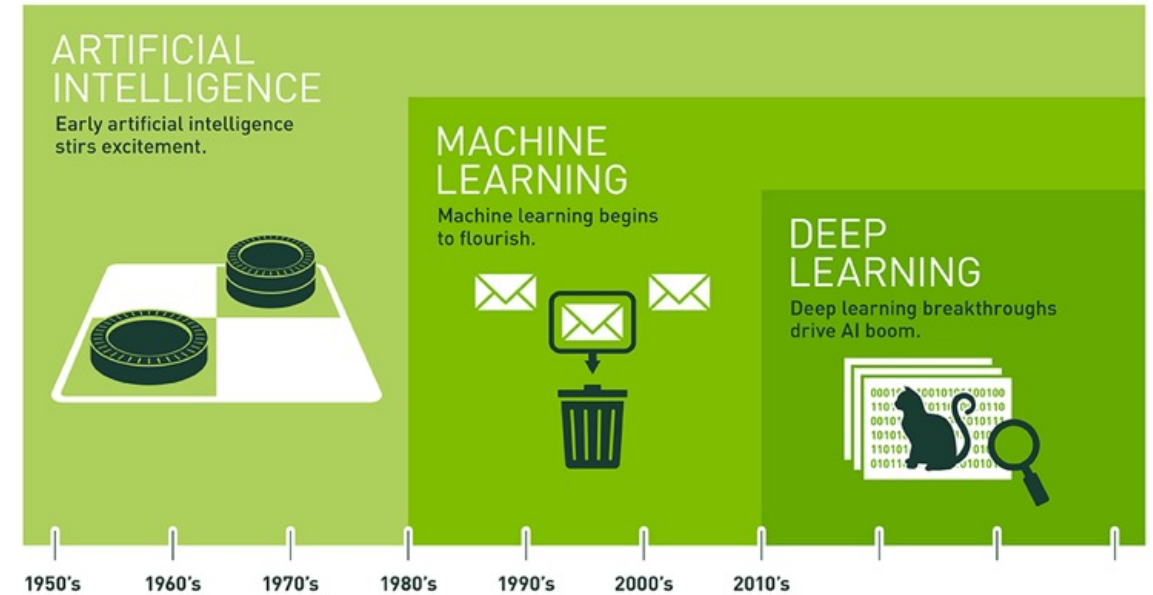 ARTIFICIAL
INTELLIGENCE
Early artificial intelligence
stirs excitement.
MACHINE
LEARNING
Machine learning begins
to flourish.
DEEP
LEARNING
Deep learning breakthroughs
drive AI boom.
1950's
1960's
1970's
1980's
1990's
2000's
2010's